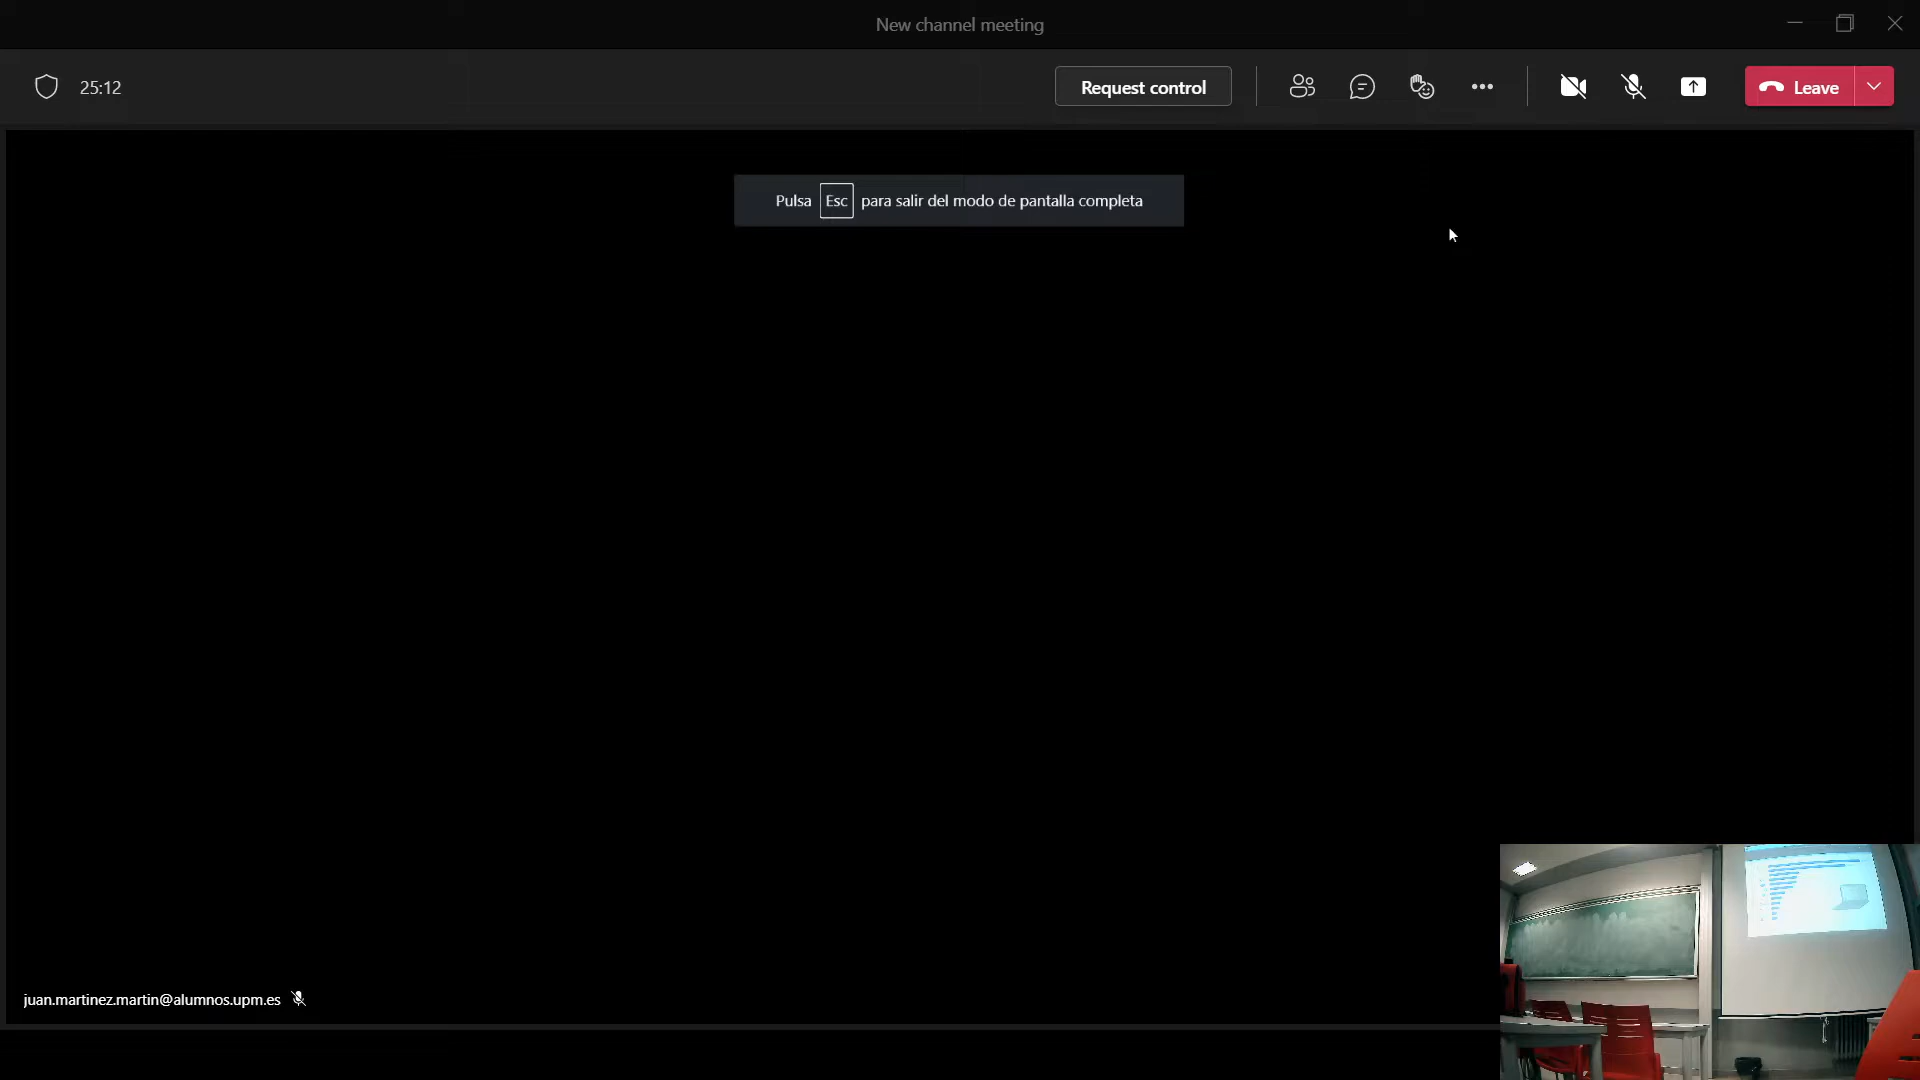 New channel meeting
25:12
Request control
Leave
Pulsa Esc para salir del modo de pantalla completa
juan.martinez.martin@alumnos.upm.es